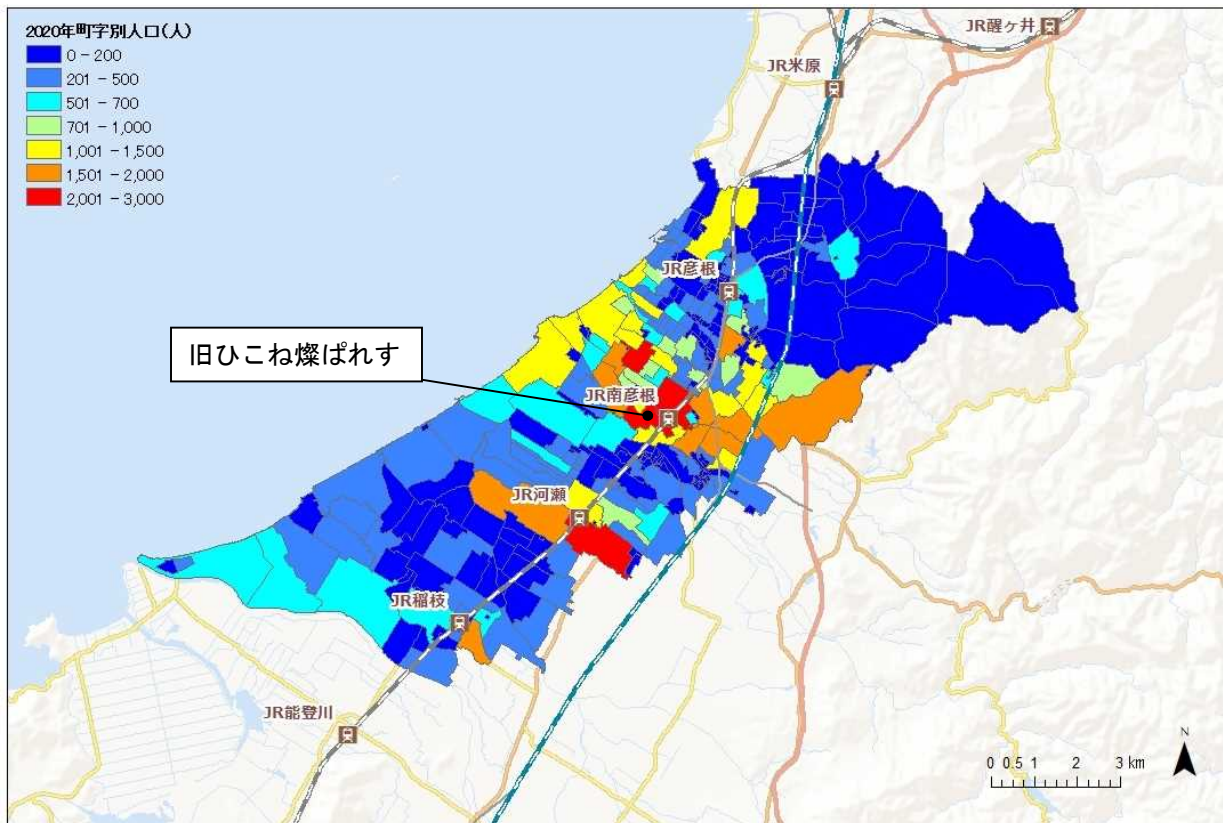 2020年町字別人口(人)
0 - 200
201 - 500
501 - 700
701 - 1,000
1,001 - 1,500
1,501 - 2,000
2,001 - 3,000
JR醒ヶ井
JR米原
JR彦根
旧ひこね燦ぱれす
JR南彦根
JR河瀬
JR稲枝
JR能登川
N
0 0.5 1 2 3 km